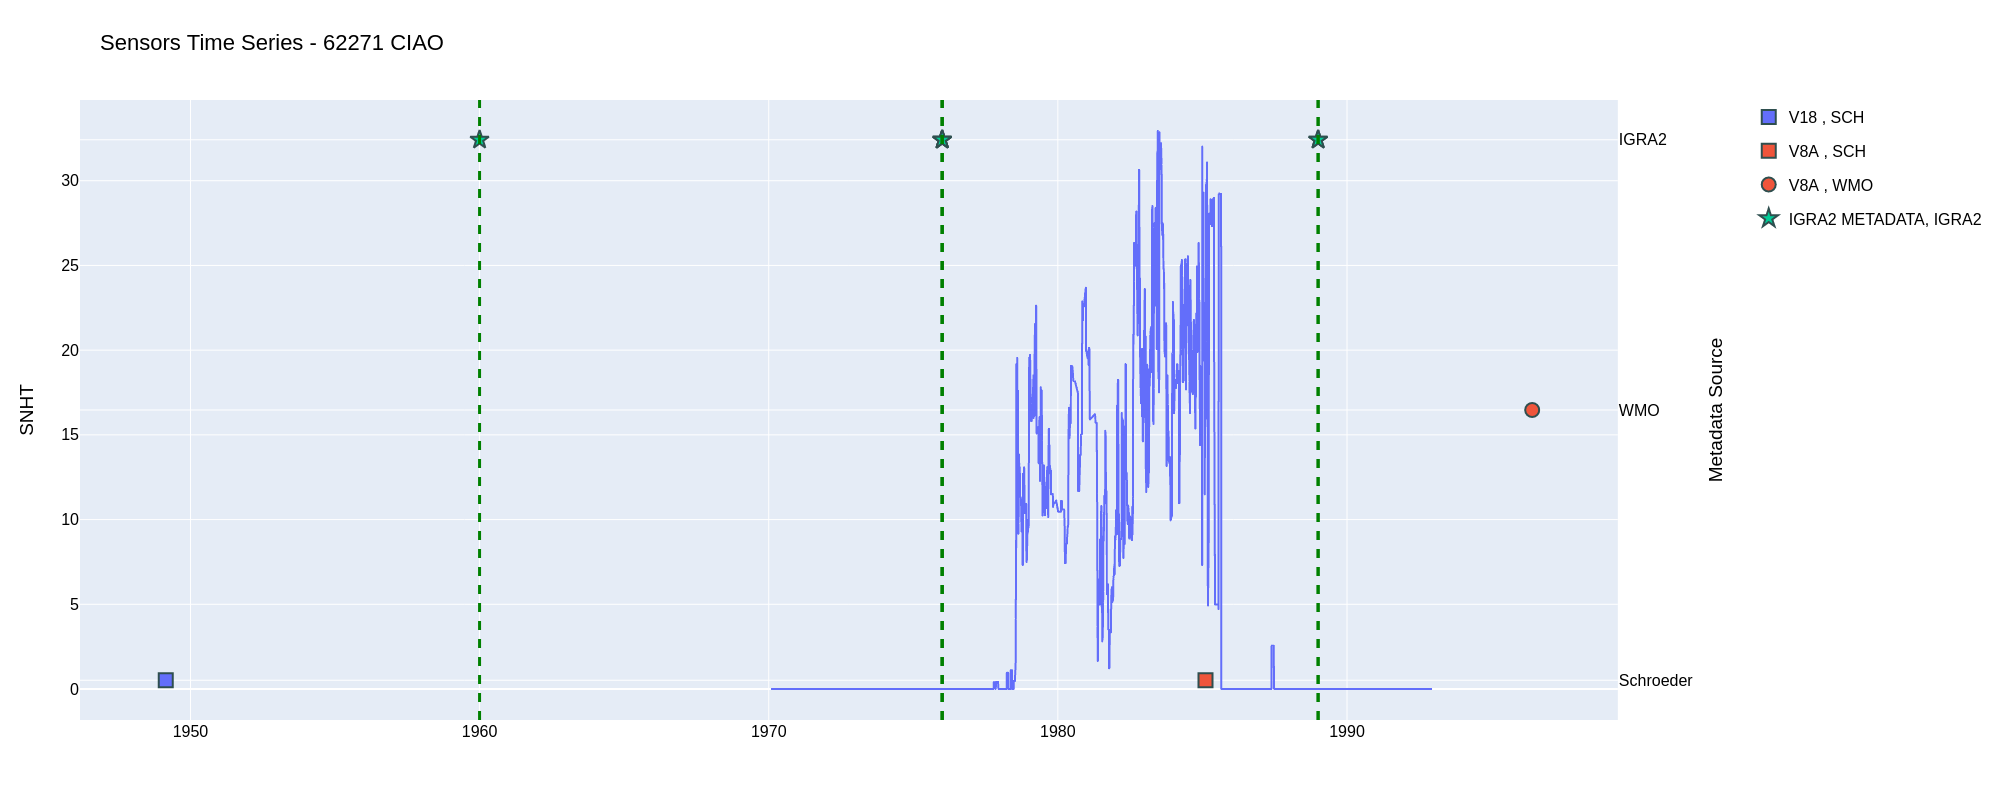 Sensors Time Series - 62271 CIAO
V18 , SCH
V8A , SCH
V8A , WMO
IGRA2 METADATA, IGRA2
SNHT
30
25
20
15
10
5
0
IGRA2
WMO
Schroeder
Metadata Source
1950
1960
1970
1980
1990